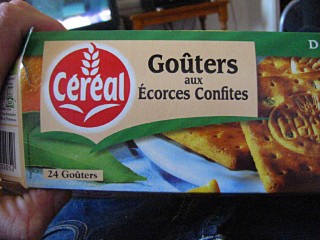 Céréal
Goûters
aux
Écorces Confites
24 Goûters
D